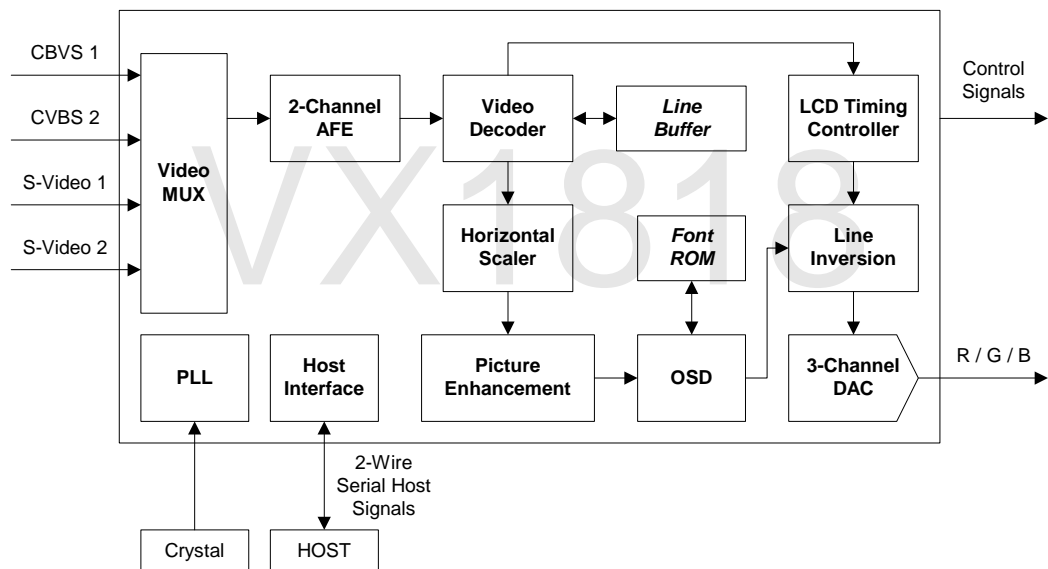 CBVS 1
CVBS 2
S-Video 1
S-Video 2
Video
MUX
2-Channel
AFE
Video
Decoder
Line
Buffer
LCD Timing
Controller
Control
Signals
VX1818
Horizontal
Scaler
Font
ROM
Line
Inversion
PLL
Host
Interface
Picture
Enhancement
OSD
3-Channel
DAC
R / G / B
2-Wire
Serial Host
Signals
Crystal
HOST